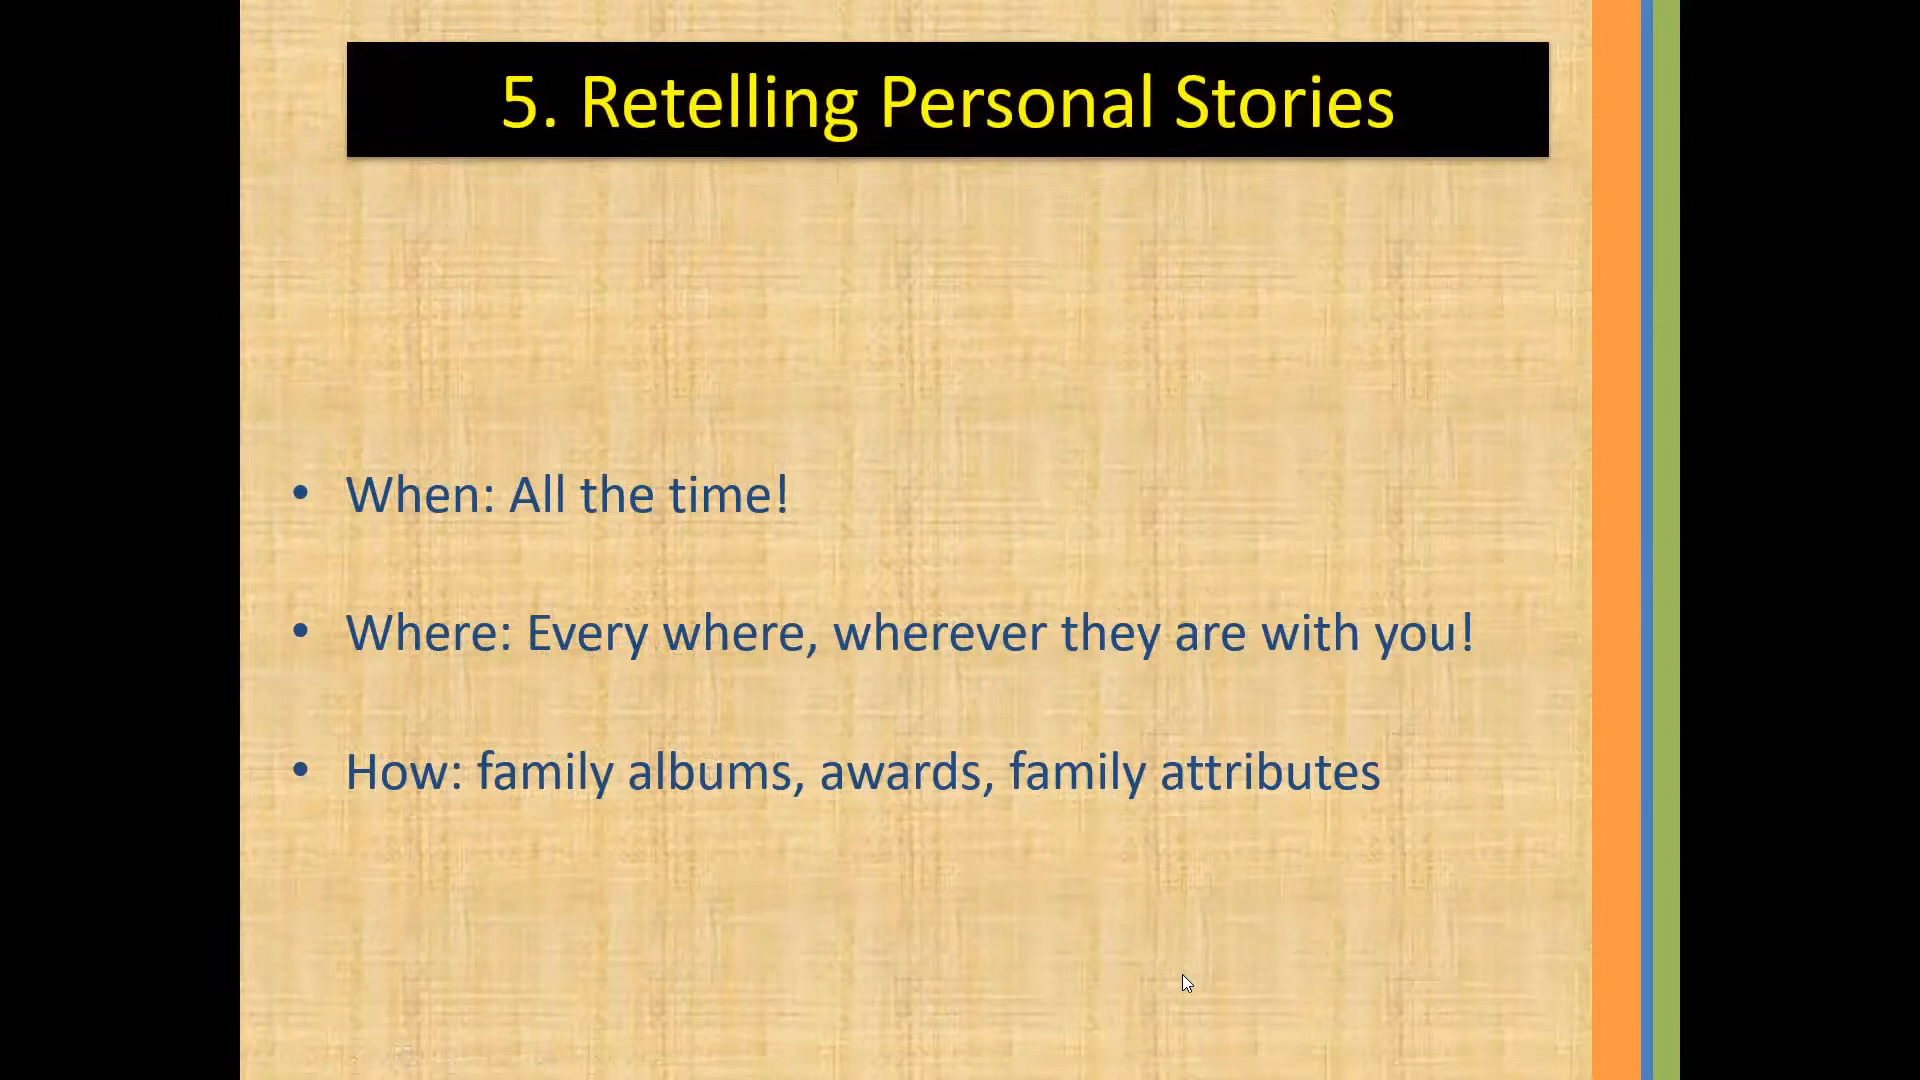 5. Retelling Personal Stories
• When: All the time!
• Where: Every where, wherever they are with you!
• How: family albums, awards, family attributes